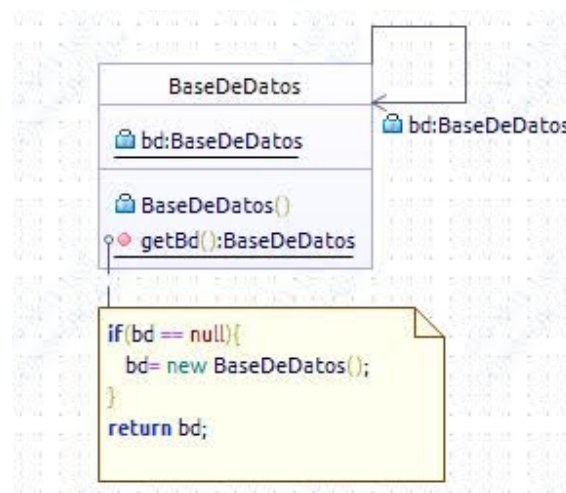 BaseDeDatos
bd:BaseDeDatos
bd:BaseDeDatos
BaseDeDatos()
getBd():BaseDeDatos
if(bd == null){
bd= new BaseDeDatos();
}
return bd;